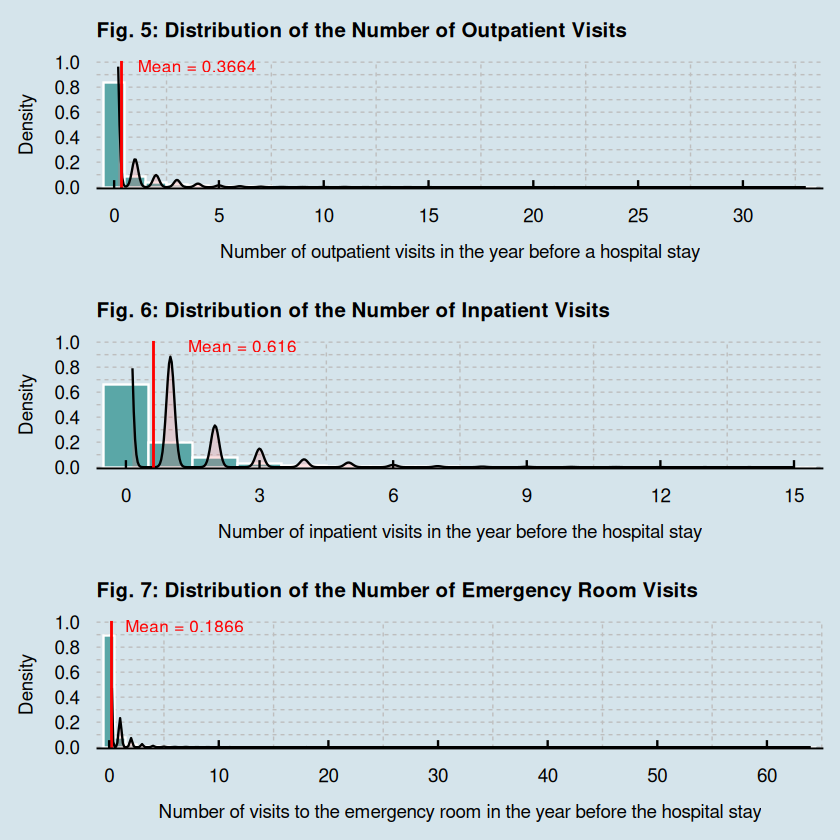 Fig. 5: Distribution of the Number of Outpatient Visits
Mean = 0.3664
Density
1.0
0.8
0.6
0.4
0.2
0.0
0 5 10 15 20 25 30
Number of outpatient visits in the year before a hospital stay
Fig. 6: Distribution of the Number of Inpatient Visits
Mean = 0.616
Density
1.0
0.8
0.6
0.4
0.2
0.0
0 3 6 9 12 15
Number of inpatient visits in the year before the hospital stay
Fig. 7: Distribution of the Number of Emergency Room Visits
Mean = 0.1866
Density
1.0
0.8
0.6
0.4
0.2
0.0
0 10 20 30 40 50 60
Number of visits to the emergency room in the year before the hospital stay